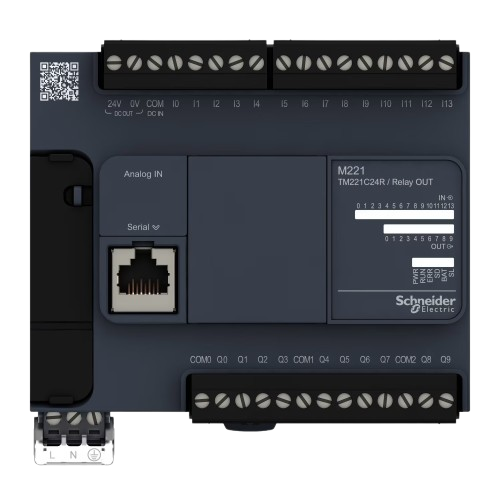 24V 0V COM I0 I1 I2 I3 I4 I5 I6 I7 I8 I9 I10 I11 I12 I13
DC OUT DC IN
Analog IN
M221
TM221C24R / Relay OUT
IN
0 1 2 3 4 5 6 7 8 9 10 11 12 13
Serial
0 1 2 3 4 5 6 7 8 9
OUT
PWR
RUN
ERR
SD
BAT
SL
Schneider
Electric
COM0 Q0 Q1 Q2 Q3 COM1 Q4 Q5 Q6 Q7 COM2 Q8 Q9
L N